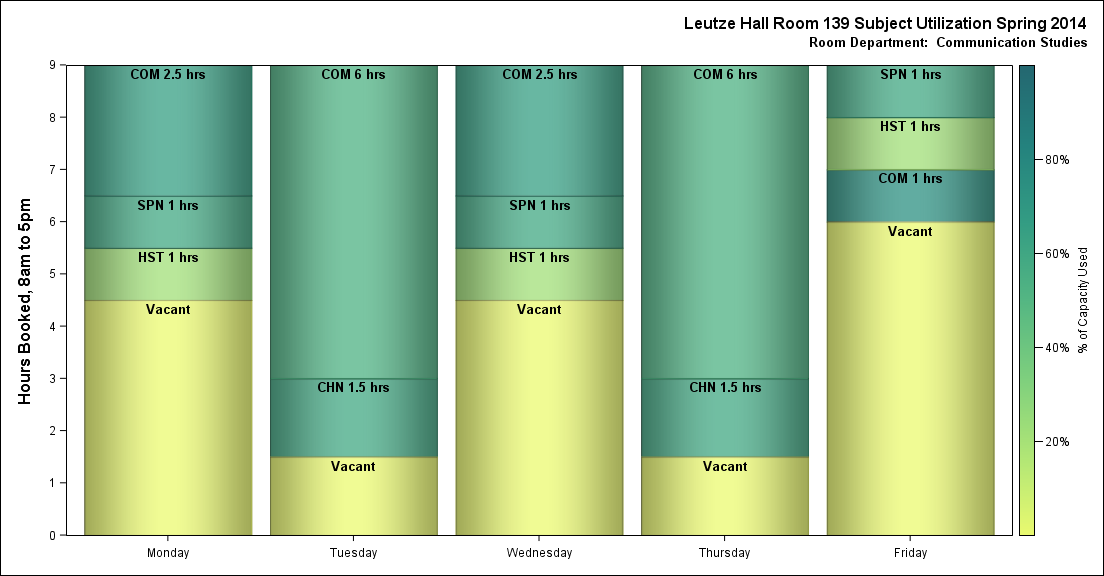 Leutze Hall Room 139 Subject Utilization Spring 2014
Room Department:  Communication Studies
Hours Booked, 8am to 5pm
9
8
7
6
5
4
3
2
1
0
COM 2.5 hrs
SPN 1 hrs
HST 1 hrs
Vacant
COM 6 hrs
CHN 1.5 hrs
Vacant
COM 2.5 hrs
SPN 1 hrs
HST 1 hrs
Vacant
COM 6 hrs
CHN 1.5 hrs
Vacant
SPN 1 hrs
HST 1 hrs
COM 1 hrs
Vacant
Monday
Tuesday
Wednesday
Thursday
Friday
80%
60%
40%
20%
% of Capacity Used